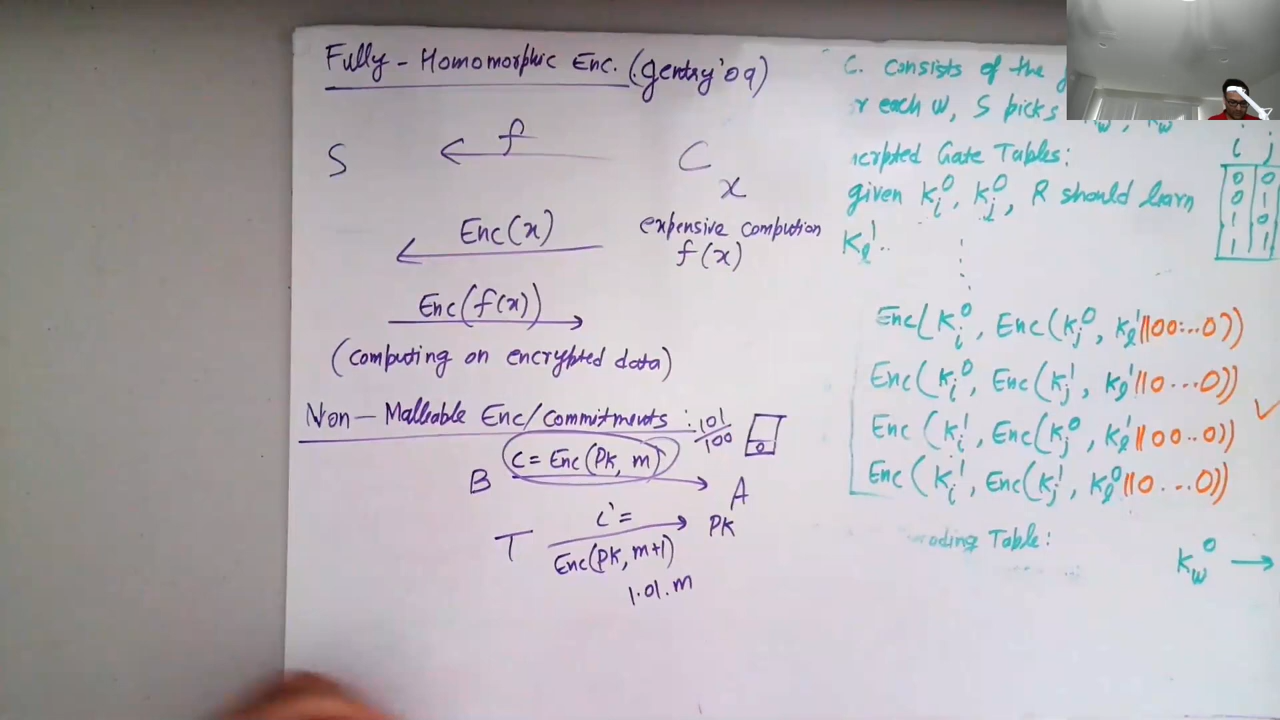 Fully-Homomorphic Enc. (Gentry'09)
S ← f C
x
Enc(x) expensive compution
f(x)
Enc(f(x))
(computing on encrypted data)
Non-Malleable Enc/Commitments: 101/100
C = Enc(PK, m)
B A
C' = PK
T Enc(PK, m+1)
1.01.m
C. consists of the
each w, S picks
Gate Tables: i j
given K_i^0, K_j^0, R should learn
K_l^1..
0 0
0 1
1 0
1 1
Enc(K_i^0, Enc(K_j^0, K_l^1||00...0))
Enc(K_i^0, Enc(K_j^1, K_l^1||0...0))
Enc(K_i^1, Enc(K_j^0, K_l^1||00..0)) ✓
Enc(K_i^1, Enc(K_j^1, K_l^0||0...0))
Table:
K_w^0 →